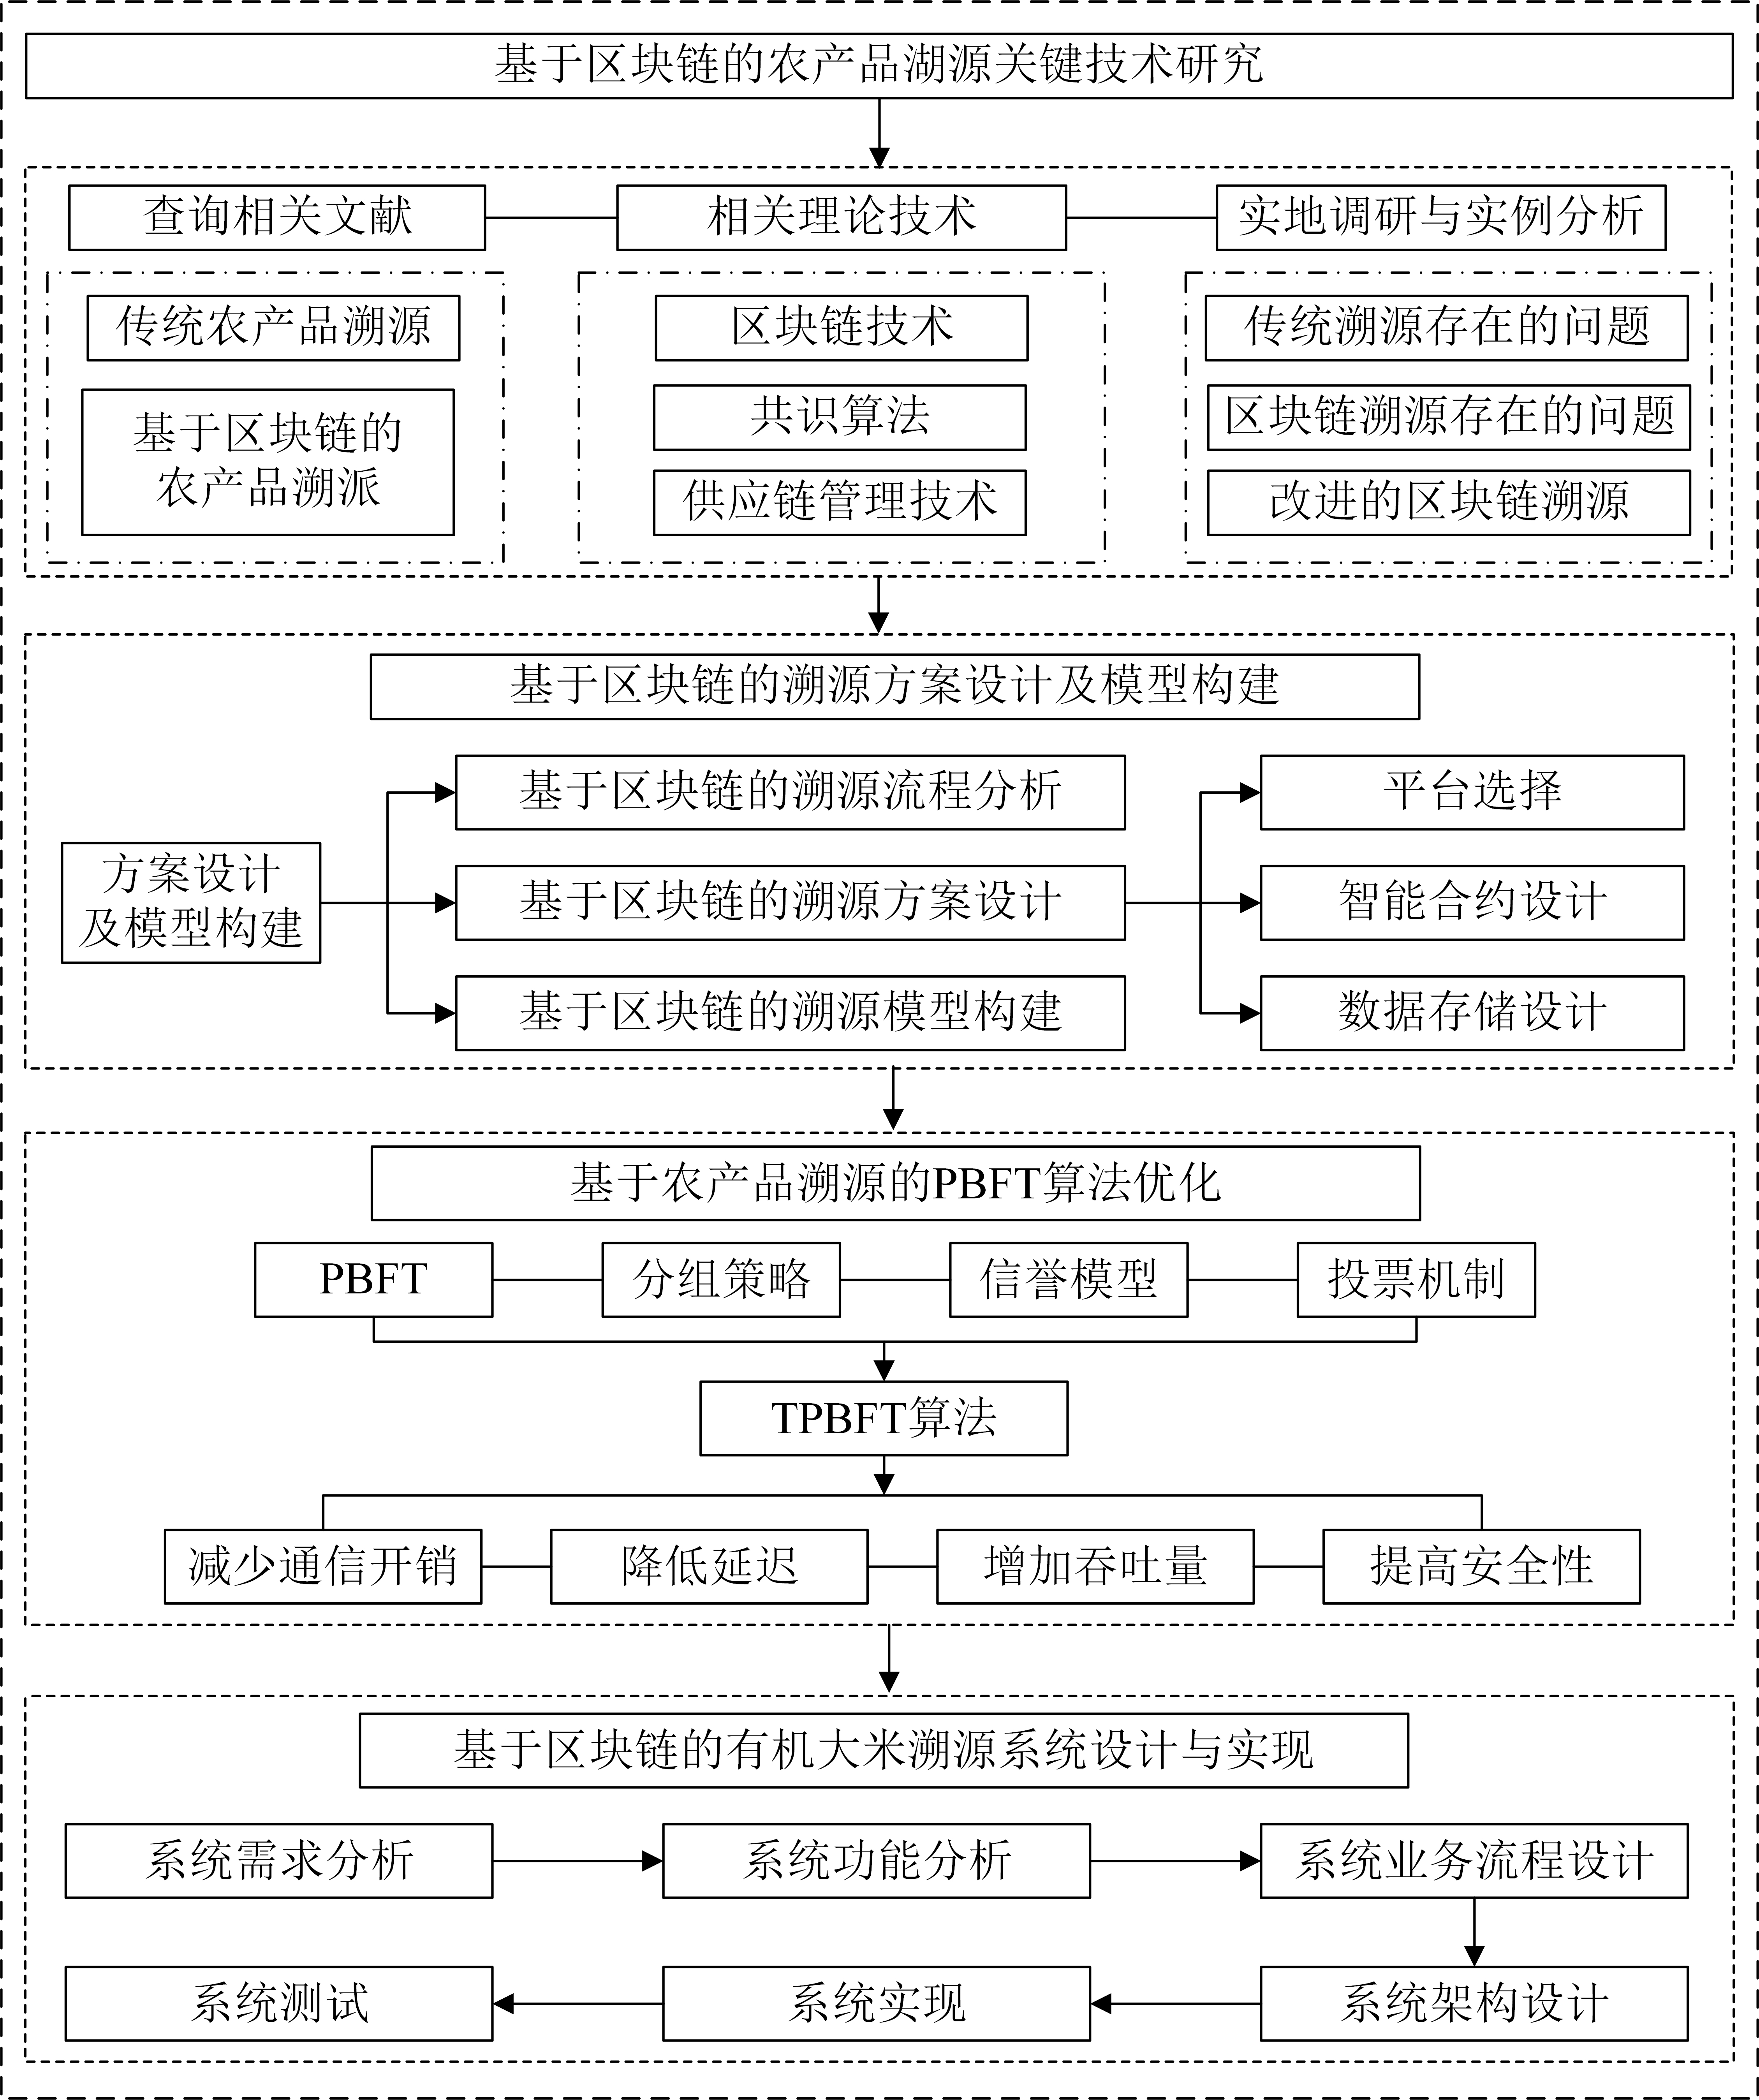 基于区块链的农产品湖源关键技术研究
查询相关文献
相关理论技术
实地调研与实例分析
传统农产品溯源
基于区块链的
农产品溯派
区块链技术
共识算法
供应链管理技术
传统溯源存在的问题
区块链溯源存在的问题
改进的区块链溯源
基于区块链的溯源方案设计及模型构建
方案设计
及模型构建
基于区块链的溯源流程分析
基于区块链的溯源方案设计
基于区块链的溯源模型构建
平台选择
智能合约设计
数据存储设计
基于农产品溯源的PBFT算法优化
PBFT
分组策略
信誉模型
投票机制
TPBFT算法
减少通信开销
降低延迟
增加吞吐量
提高安全性
基于区块链的有机大米溯源系统设计与实现
系统需求分析
系统功能分析
系统业务流程设计
系统测试
系统实现
系统架构设计